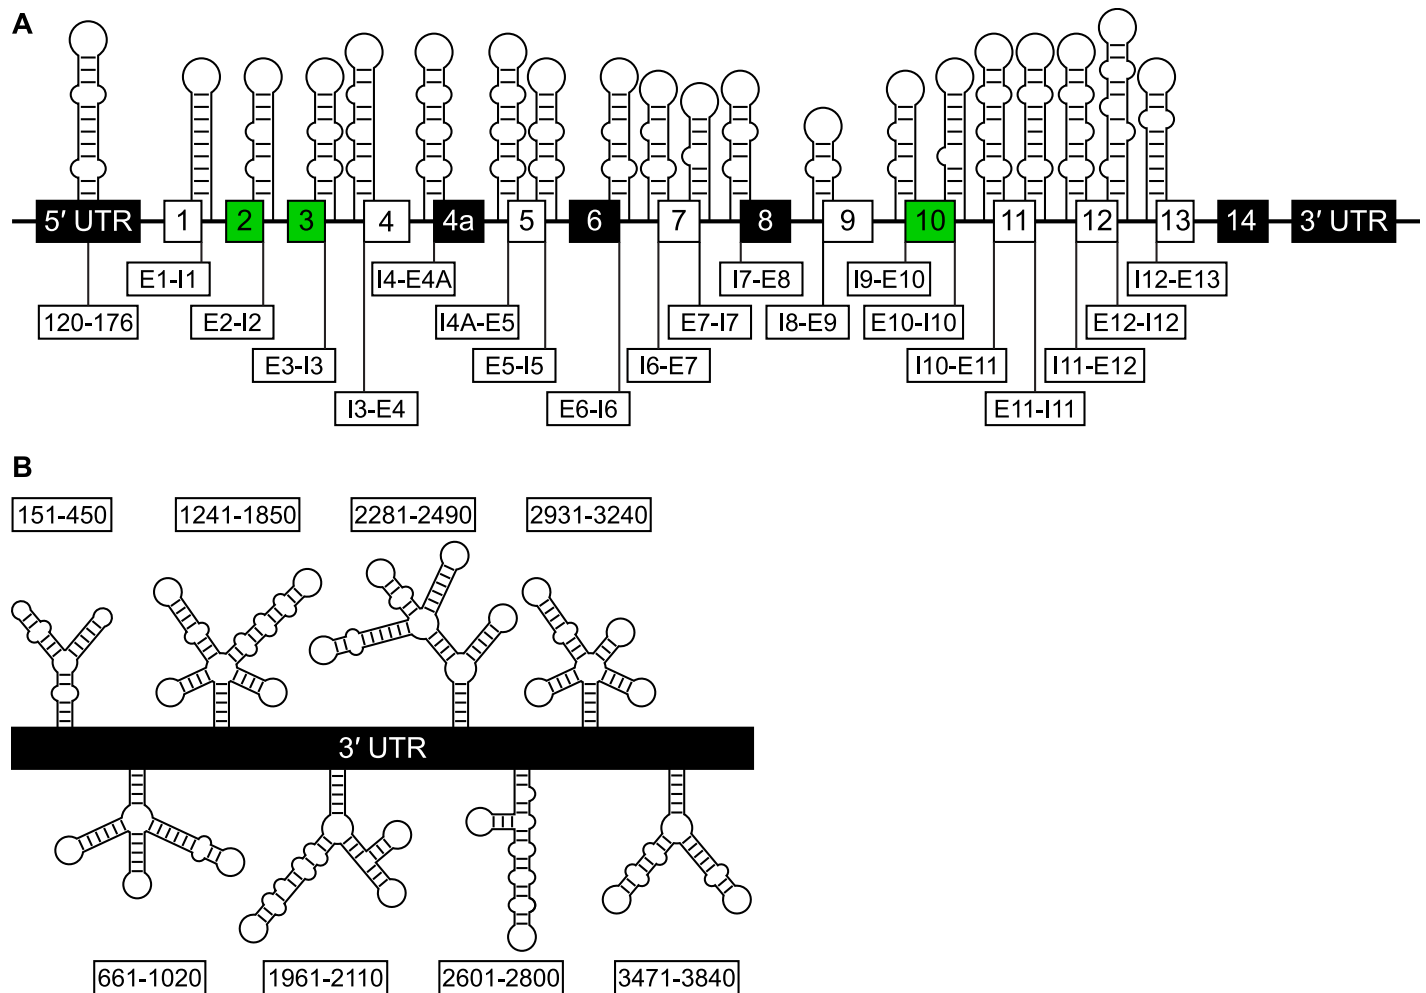 A
5′ UTR 1 2 3 4 4a 5 6 7 8 9 10 11 12 13 14 3′ UTR
E1-I1 I4-E4A I7-E8 I9-E10 I12-E13
120-176 E2-I2 I4A-E5 E7-I7 I8-E9 E10-I10 E12-I12
E3-I3 E5-I5 I6-E7 I10-E11 I11-E12
I3-E4 E6-I6 E11-I11
B
151-450 1241-1850 2281-2490 2931-3240
3′ UTR
661-1020 1961-2110 2601-2800 3471-3840